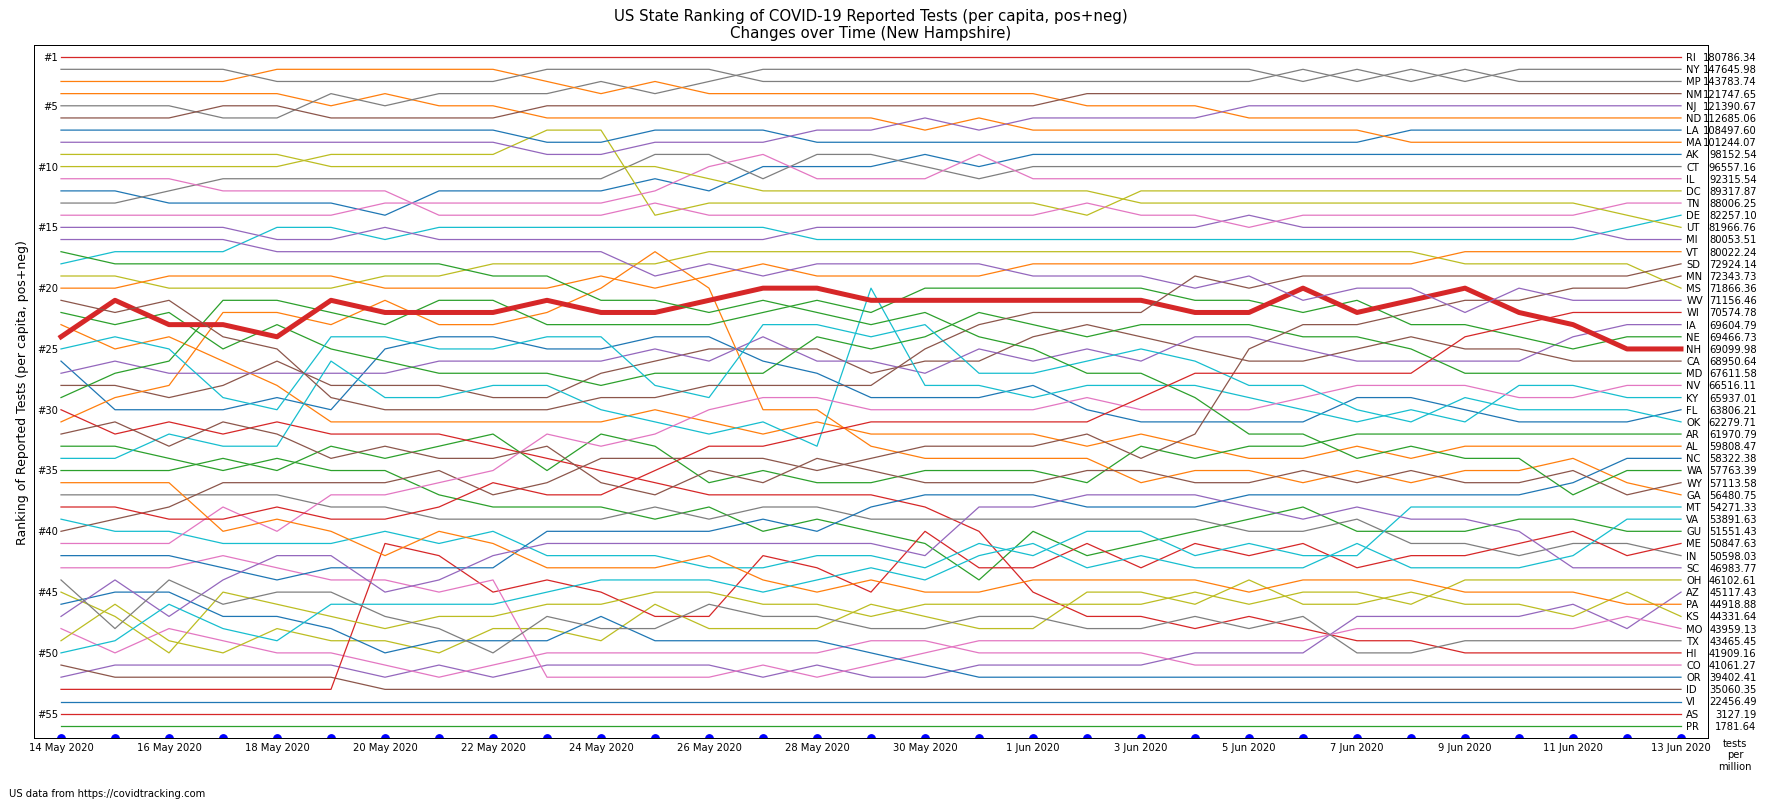 US State Ranking of COVID-19 Reported Tests (per capita, pos+neg)
Changes over Time (New Hampshire)
Ranking of Reported Tests (per capita, pos+neg)
#1
#5
#10
#15
#20
#25
#30
#35
#40
#45
#50
#55
RI 180786.34
NY 147645.98
MP 143783.74
NM 121747.65
NJ 121390.67
ND 112685.06
LA 108497.60
MA 101244.07
AK 98152.54
CT 96557.16
IL 92315.54
DC 89317.87
TN 88006.25
DE 82257.10
UT 81966.76
MI 80053.51
VT 80022.24
SD 72924.14
MN 72343.73
MS 71866.36
WV 71156.46
WI 70574.78
IA 69604.79
NE 69466.73
NH 69099.98
CA 68950.64
MD 67611.58
NV 66516.11
KY 65937.01
FL 63806.21
OK 62279.71
AR 61970.79
AL 59808.47
NC 58322.38
WA 57763.39
WY 57113.58
GA 56480.75
MT 54271.33
VA 53891.63
GU 51551.43
ME 50847.63
IN 50598.03
SC 46983.77
OH 46102.61
AZ 45117.43
PA 44918.88
KS 44331.64
MO 43959.13
TX 43465.45
HI 41909.16
CO 41061.27
OR 39402.41
ID 35060.35
VI 22456.49
AS 3127.19
PR 1781.64
14 May 2020 16 May 2020 18 May 2020 20 May 2020 22 May 2020 24 May 2020 26 May 2020 28 May 2020 30 May 2020 1 Jun 2020 3 Jun 2020 5 Jun 2020 7 Jun 2020 9 Jun 2020 11 Jun 2020 13 Jun 2020
tests
per
million
US data from https://covidtracking.com